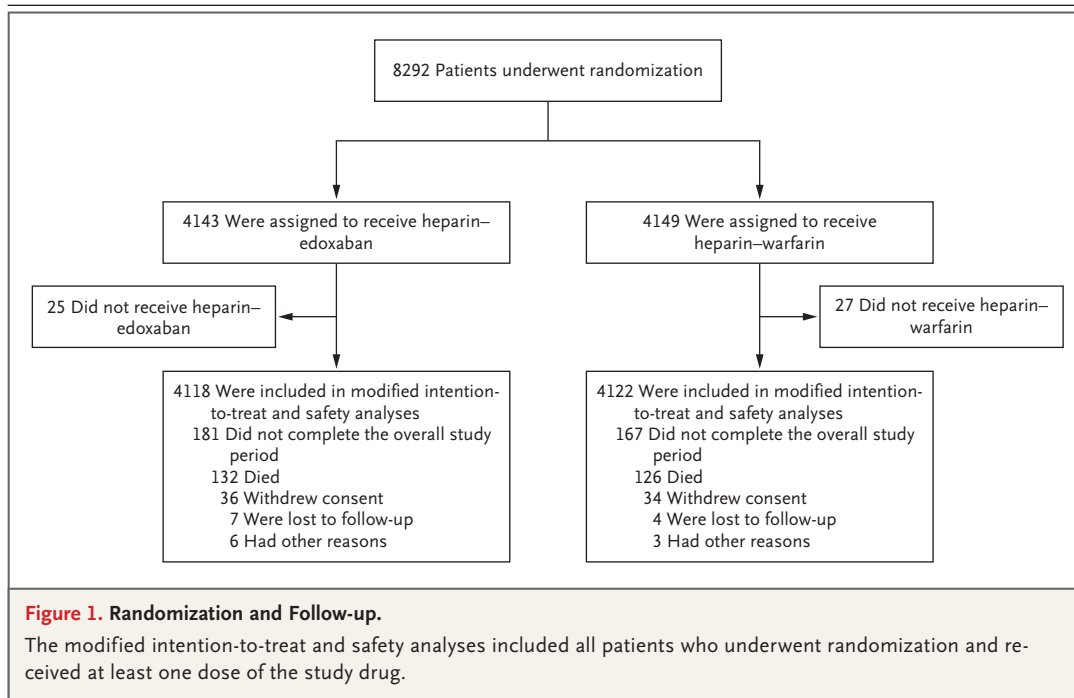 8292 Patients underwent randomization
4143 Were assigned to receive heparin–
edoxaban
4149 Were assigned to receive
heparin–warfarin
25 Did not receive heparin–
edoxaban
27 Did not receive heparin–
warfarin
4118 Were included in modified intention-
to-treat and safety analyses
181 Did not complete the overall study
period
132 Died
36 Withdrew consent
7 Were lost to follow-up
6 Had other reasons
4122 Were included in modified intention-
to-treat and safety analyses
167 Did not complete the overall study
period
126 Died
34 Withdrew consent
4 Were lost to follow-up
3 Had other reasons
Figure 1. Randomization and Follow-up.
The modified intention-to-treat and safety analyses included all patients who underwent randomization and re-
ceived at least one dose of the study drug.